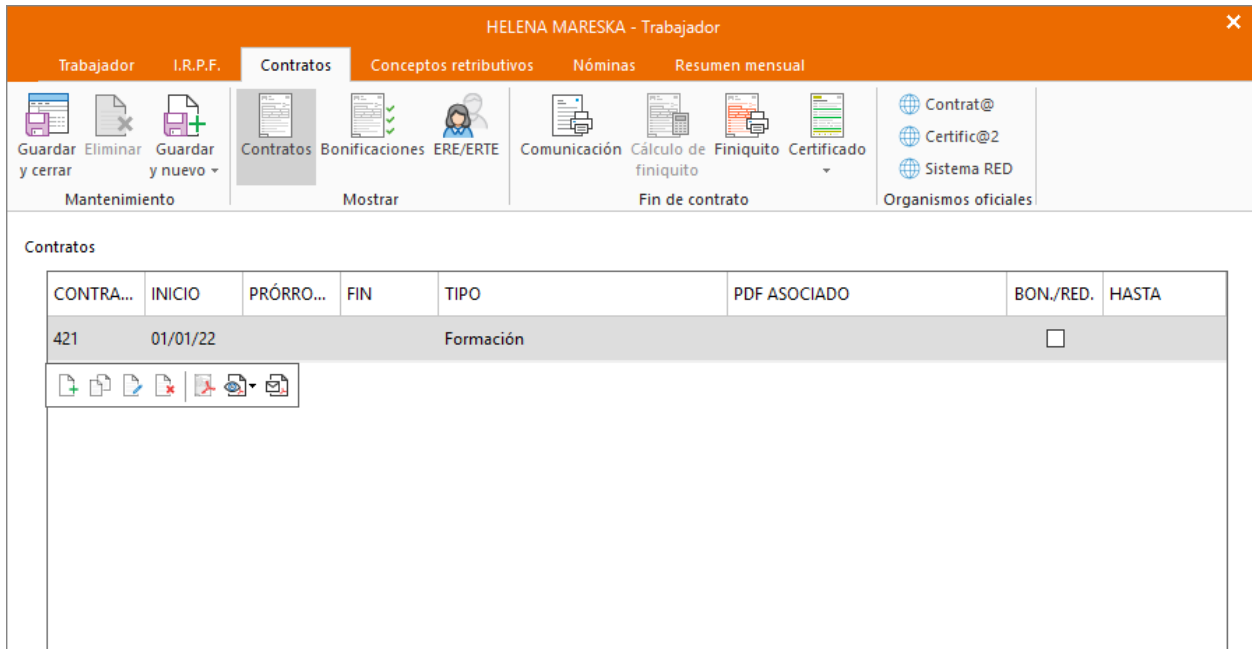 HELENA MARESKA - Trabajador
Trabajador I.R.P.F. Contratos Conceptos retributivos Nóminas Resumen mensual
Guardar y cerrar Eliminar Guardar y nuevo
Contratos Bonificaciones ERE/ERTE
Comunicación Cálculo de finiquito Finiquito Certificado
Contrat@
Certific@2
Sistema RED
Mantenimiento Mostrar Fin de contrato Organismos oficiales
Contratos
CONTRA... INICIO PRÓRRO... FIN TIPO PDF ASOCIADO BON./RED. HASTA
421 01/01/22 Formación